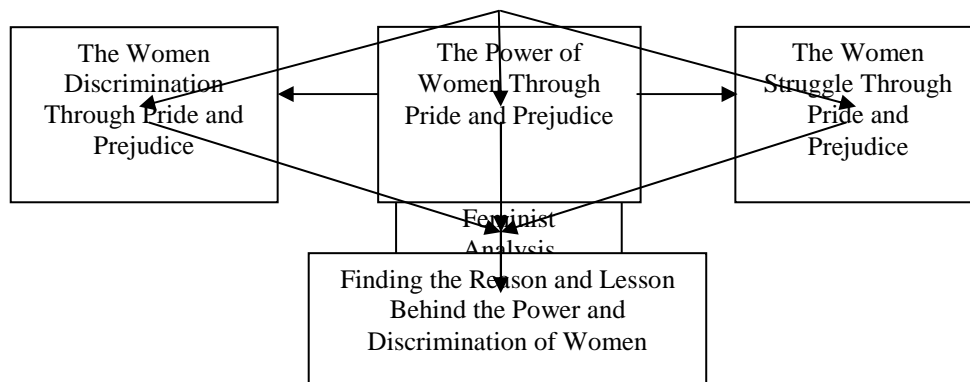 The Women
Discrimination
Through Pride and
Prejudice
The Power of
Women Through
Pride and Prejudice
The Women
Struggle Through
Pride and
Prejudice
Feminist
Analysis
Finding the Reason and Lesson
Behind the Power and
Discrimination of Women